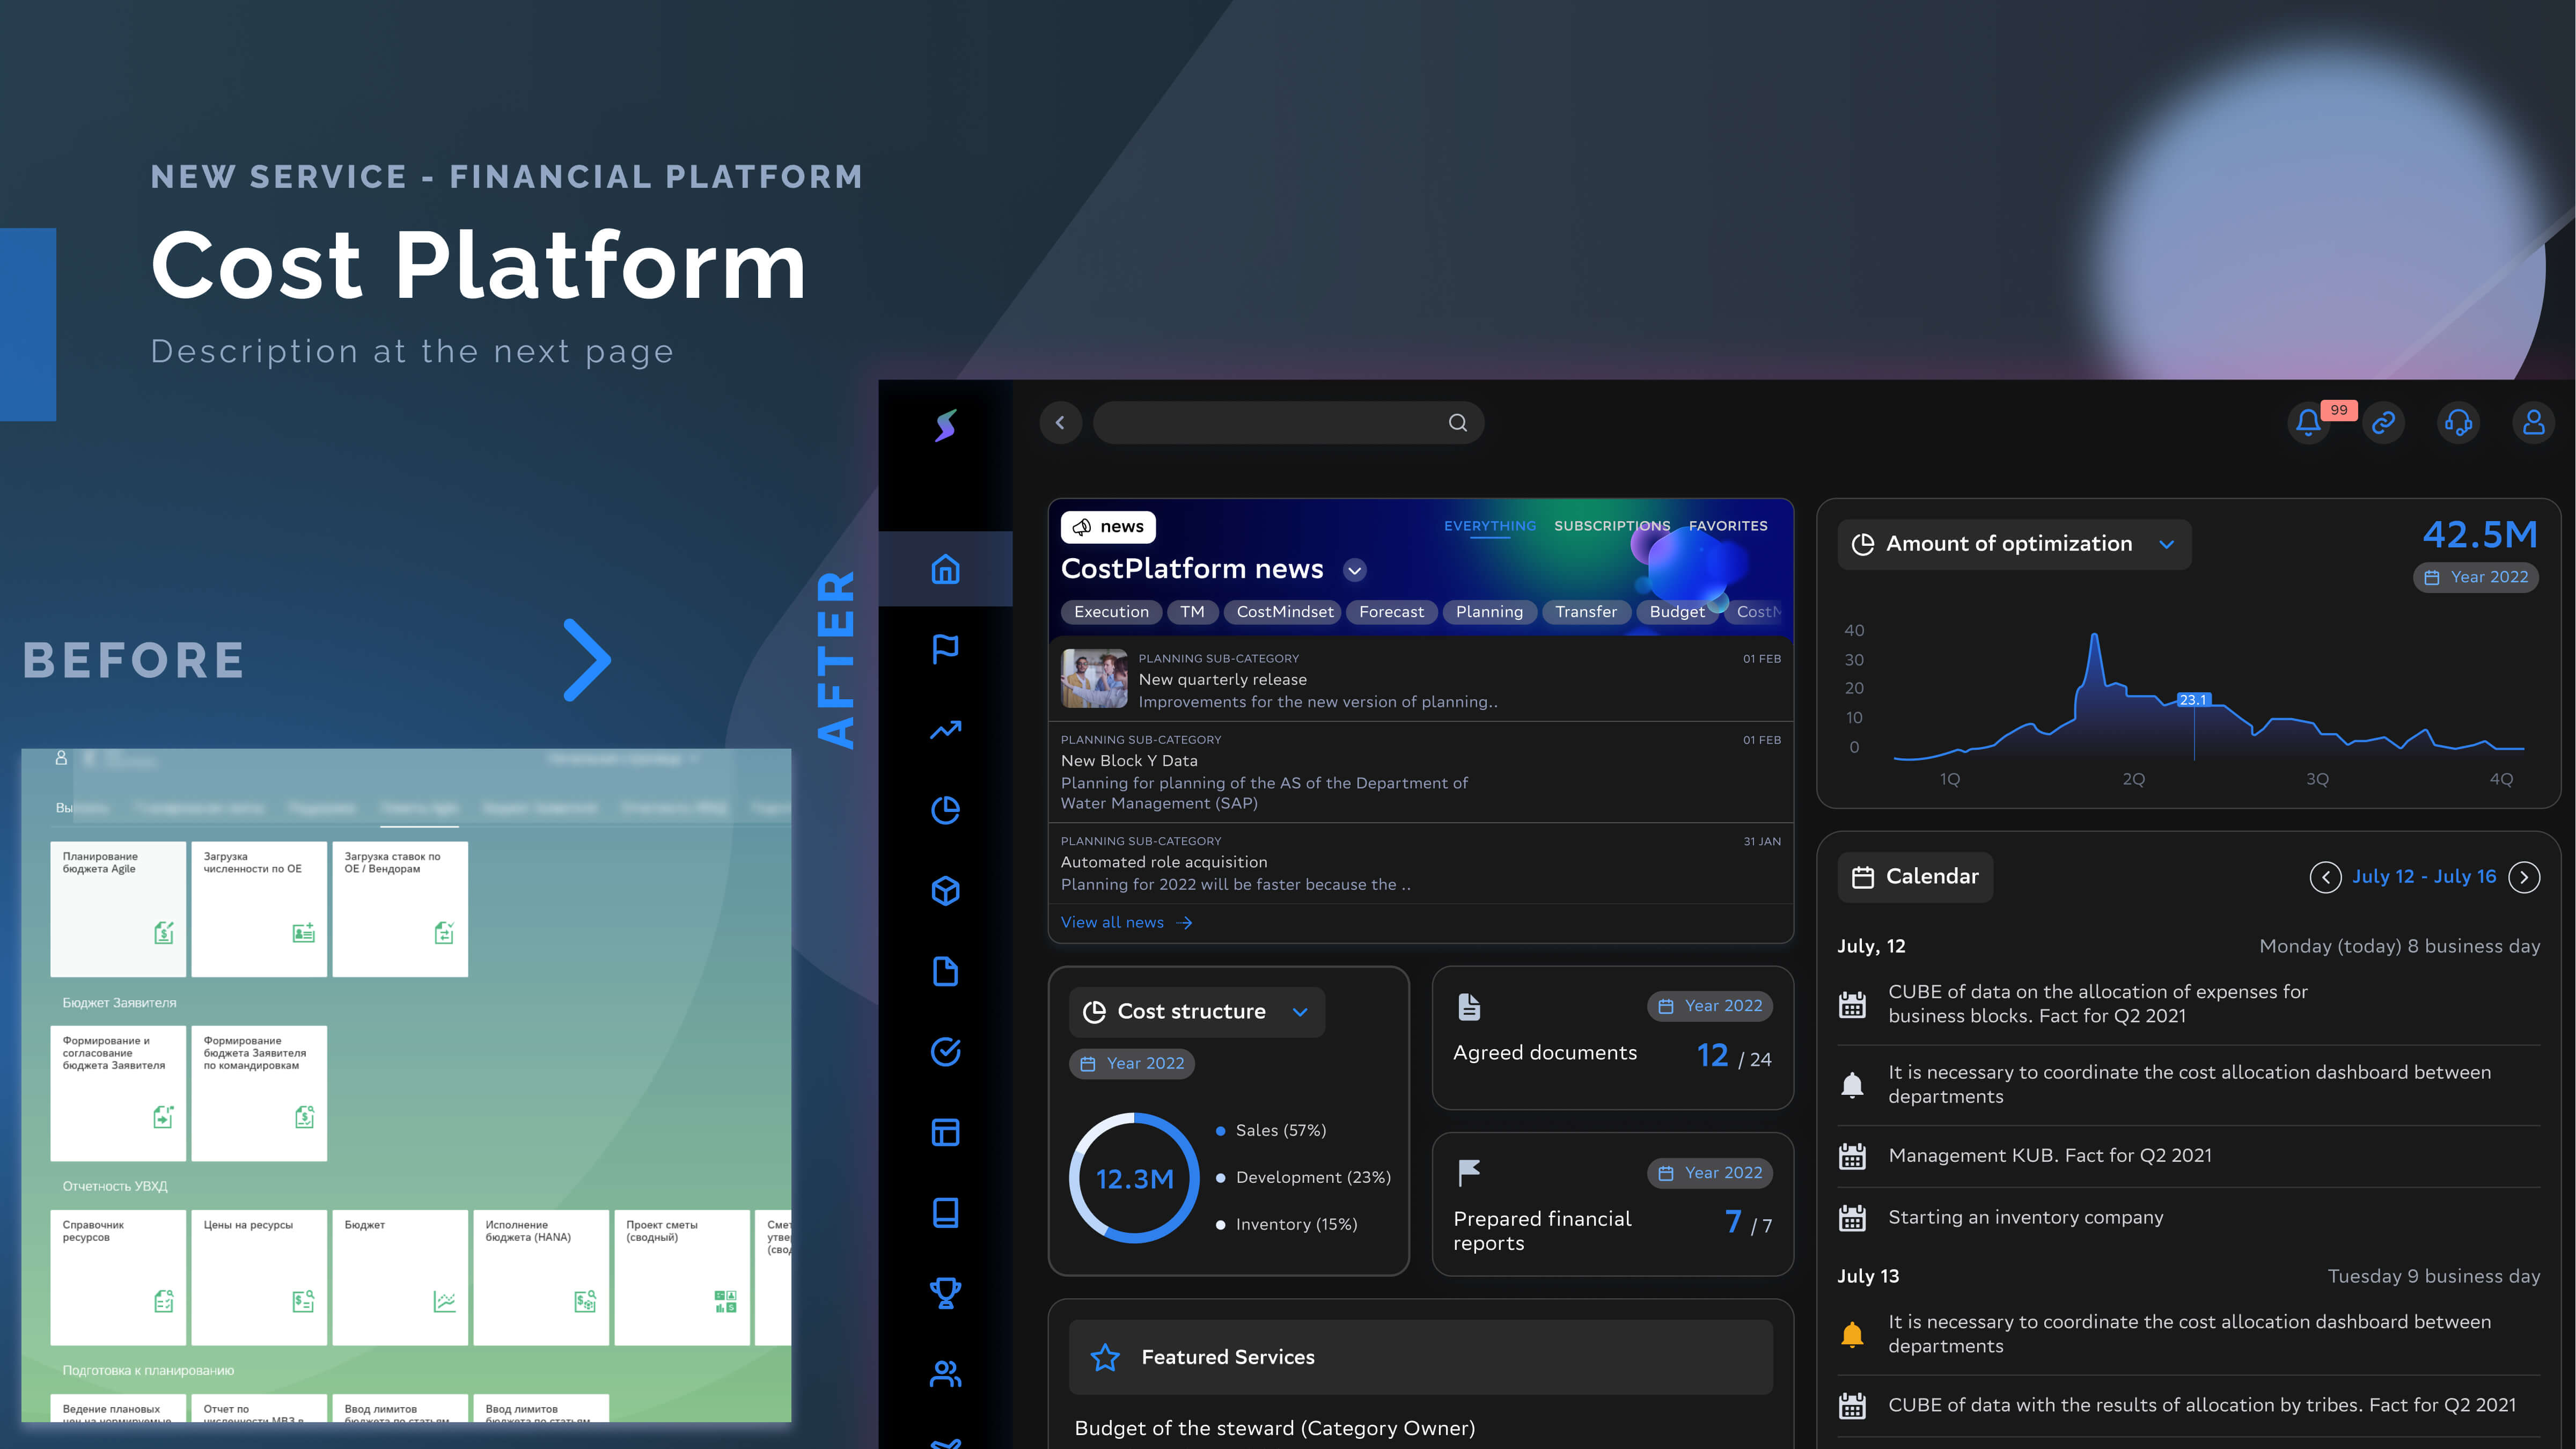 NEW SERVICE - FINANCIAL PLATFORM
Cost Platform
Description at the next page
BEFORE
AFTER
Планирование
бюджета Agile
Загрузка
численности по ОЕ
Загрузка ставок по
ОЕ / Вендорам
Бюджет Заявителя
Формирование и
согласование
бюджета Заявителя
Формирование
бюджета Заявителя
по командировкам
Отчетность УВХД
Справочник
ресурсов
Цены на ресурсы
Бюджет
Исполнение
бюджета (HANA)
Проект сметы
(сводный)
Подготовка к планированию
Ведение плановых
цен на нормируемые
Отчет по
численности МВЗ в
Ввод лимитов
бюджета по статьям
Ввод лимитов
бюджета по статьям
99
news
EVERYTHING SUBSCRIPTIONS FAVORITES
CostPlatform news
Execution TM CostMindset Forecast Planning Transfer Budget
PLANNING SUB-CATEGORY 01 FEB
New quarterly release
Improvements for the new version of planning..
PLANNING SUB-CATEGORY 01 FEB
New Block Y Data
Planning for planning of the AS of the Department of
Water Management (SAP)
PLANNING SUB-CATEGORY 31 JAN
Automated role acquisition
Planning for 2022 will be faster because the ..
View all news
Cost structure
Year 2022
12.3M
Sales (57%)
Development (23%)
Inventory (15%)
Year 2022
Agreed documents 12 / 24
Year 2022
Prepared financial
reports
7 / 7
Featured Services
Budget of the steward (Category Owner)
Amount of optimization
42.5M
Year 2022
40
30
20
10
0
23.1
1Q 2Q 3Q 4Q
Calendar
July 12 - July 16
July, 12 Monday (today) 8 business day
CUBE of data on the allocation of expenses for
business blocks. Fact for Q2 2021
It is necessary to coordinate the cost allocation dashboard between
departments
Management KUB. Fact for Q2 2021
Starting an inventory company
July 13 Tuesday 9 business day
It is necessary to coordinate the cost allocation dashboard between
departments
CUBE of data with the results of allocation by tribes. Fact for Q2 2021